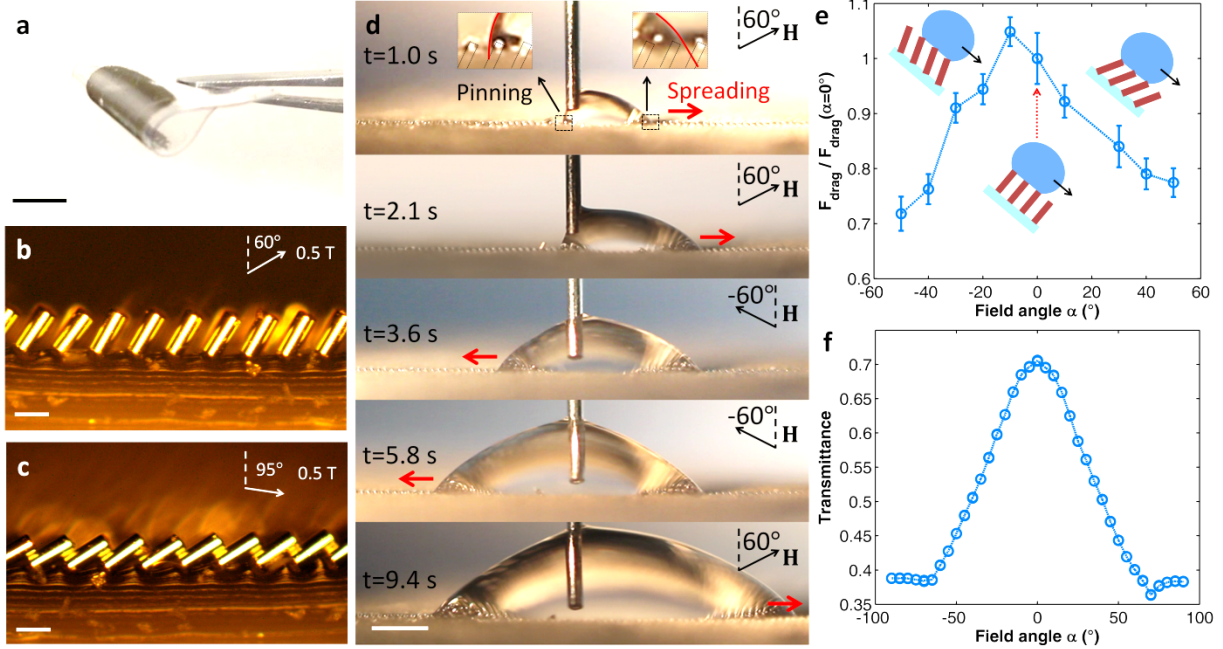 a
b
60°
0.5 T
c
95°
0.5 T
d
t=1.0 s
Pinning
Spreading
60°
H
t=2.1 s
60°
H
t=3.6 s
-60°
H
t=5.8 s
-60°
H
t=9.4 s
60°
H
e
1.1
1
0.9
0.8
0.7
0.6
F_drag / F_drag(α=0°)
-60 -40 -20 0 20 40 60
Field angle α (°)
f
0.7
0.65
0.6
0.55
0.5
0.45
0.4
0.35
Transmittance
-100 -50 0 50 100
Field angle α (°)